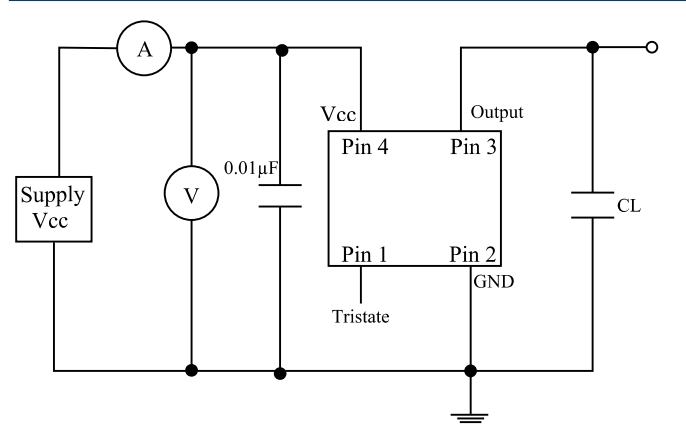 A
Vcc
Output
Pin 4
Pin 3
0.01µF
Supply
Vcc
V
CL
Pin 1
Pin 2
GND
Tristate